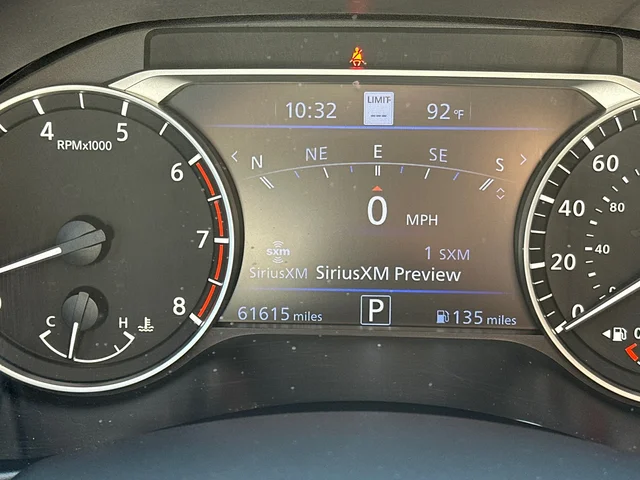 10:32 LIMIT --- 92°F
4 5 6 7 8
RPMx1000
N NE E SE S
0 MPH
sxm
SiriusXM
1 SXM
SiriusXM Preview
61615 miles P 135 miles
C H
60
80
40
40
20
0
0